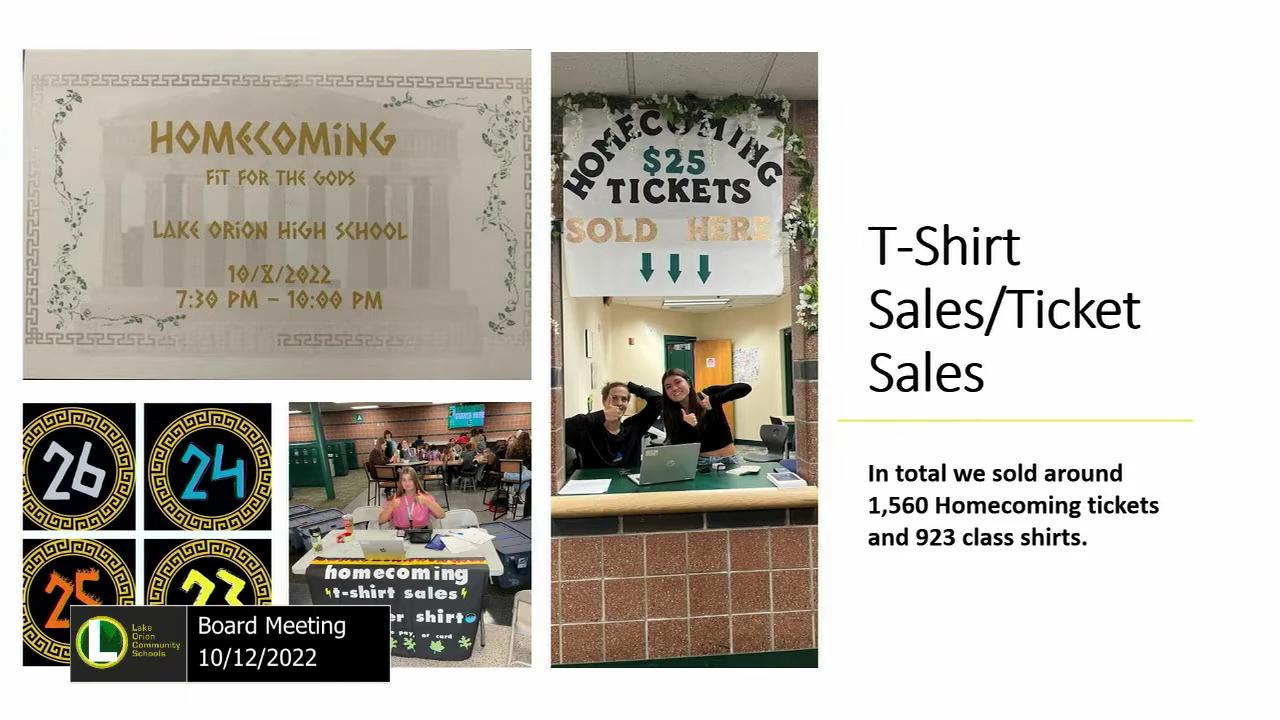 HOMECOMING
FIT FOR THE GODS
LAKE ORION HIGH SCHOOL
10/8/2022
7:30 PM – 10:00 PM
HOMECOMING
$25
TICKETS
SOLD HERE
T-Shirt
Sales/Ticket
Sales
In total we sold around
1,560 Homecoming tickets
and 923 class shirts.
26
24
25
23
homecoming
t-shirt sales
shirt
pay, or card
Lake
Orion
Community
Schools
L
Board Meeting
10/12/2022